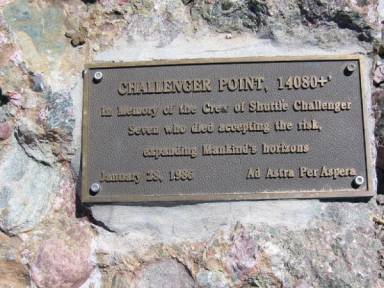 CHALLENGER POINT, 14080+'
In Memory of the Crew of Shuttle Challenger
Seven who died accepting the risk,
expanding Mankind's horizons
January 28, 1986 Ad Astra Per Aspera